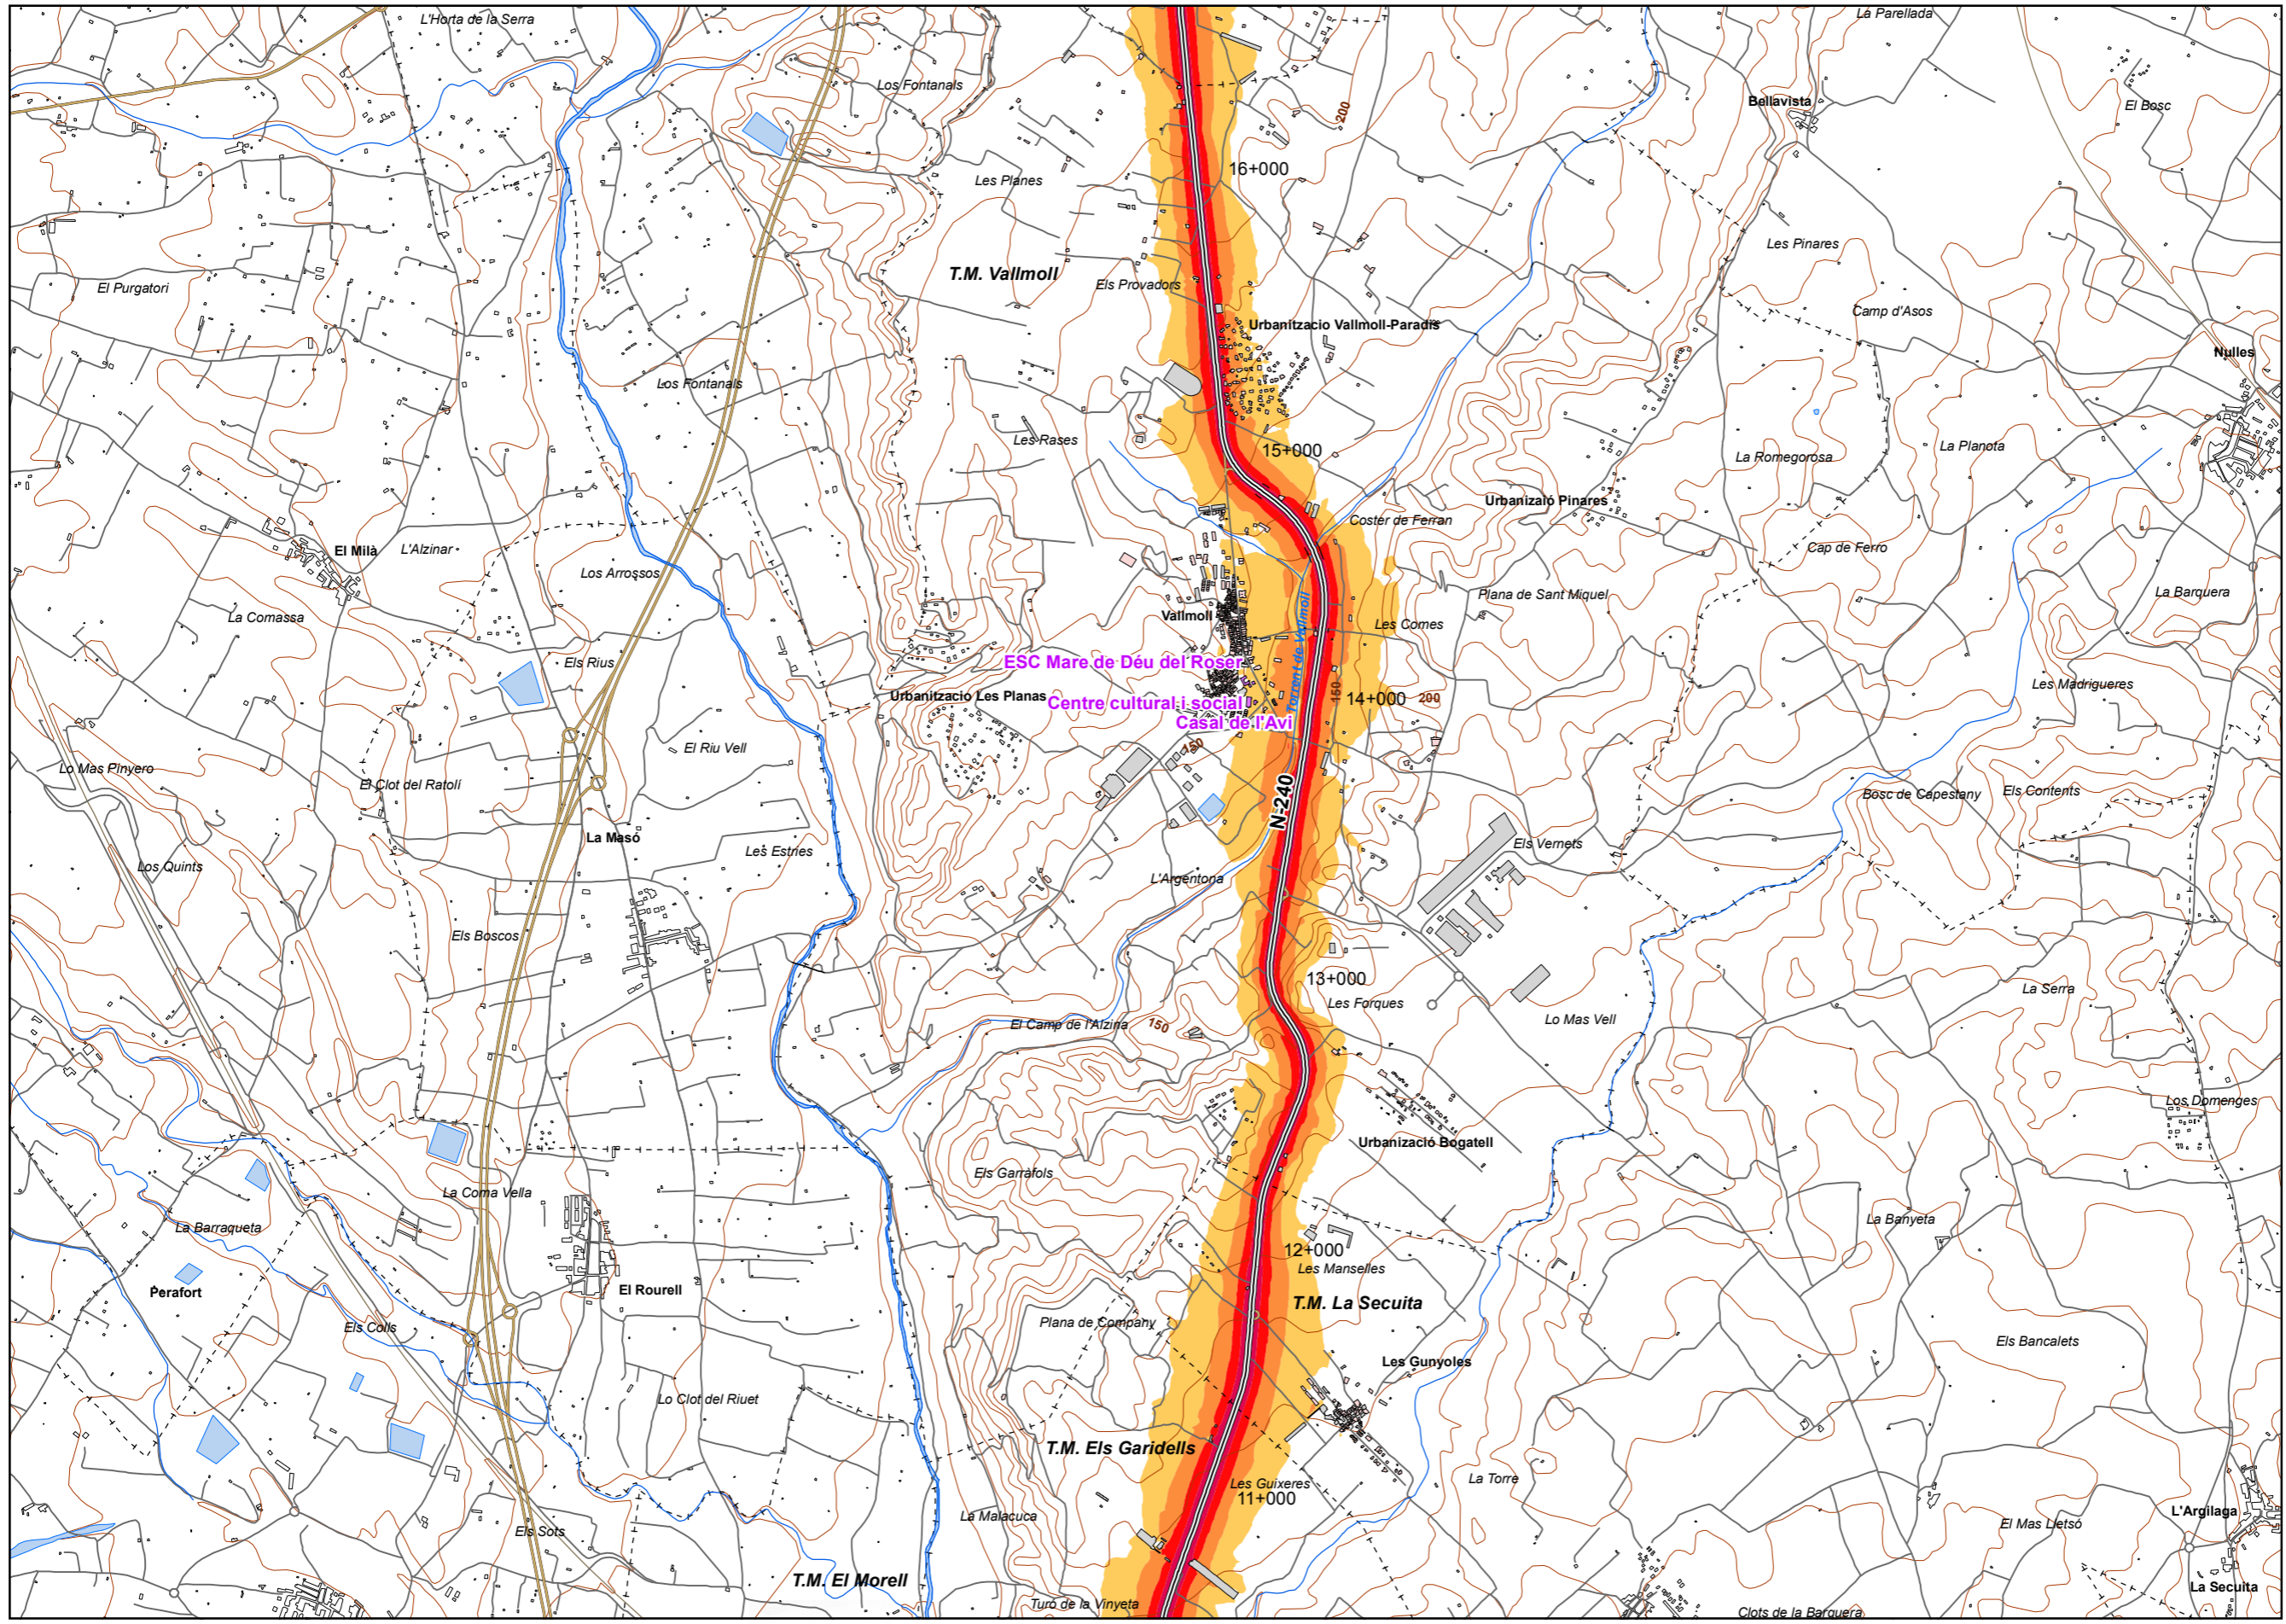 L'Horta de la Serra
La Parellada
Los Fontanals
Bellavista
El Bosc
200
16+000
Les Planes
Les Pinares
T.M. Vallmoll
Els Provadors
El Purgatori
Camp d'Asos
Urbanitzacio Vallmoll-Paradis
Nulles
Los Fontanals
Les Rases
15+000
La Romegorosa
La Planota
Urbanizaló Pinares
Coster de Ferran
El Milà
L'Alzinar
Cap de Ferro
Los Arrossos
La Comassa
Vallmoll
Torrent de Vallmoll
Plana de Sant Miquel
La Barquera
Les Comes
Els Rius
ESC Mare de Déu del Roser
Urbanitzacio Les Planas
Centre cultural i social
150
14+000
200
Les Madrigueres
Casal de l'Avi
El Riu Vell
150
Lo Mas Pinyero
El Clot del Ratolí
N-240
Bosc de Capestany
Els Contents
La Masó
Les Estries
Els Vernets
Los Quints
L'Argentona
Els Boscos
13+000
Les Forques
La Serra
El Camp de l'Alzina
150
Lo Mas Vell
Los Domenges
Urbanizació Bogatell
Els Garrafols
La Coma Vella
La Barraqueta
La Banyeta
12+000
Les Manselles
Perafort
El Rourell
T.M. La Secuita
Els Colls
Plana de Company
Els Bancalets
Les Gunyoles
Lo Clot del Riuet
T.M. Els Garidells
Les Guixeres
11+000
La Torre
La Malacuca
L'Argilaga
Els Sots
El Mas Lletsó
T.M. El Morell
La Secuita
Turo de la Vinyeta
Clots de la Barquera